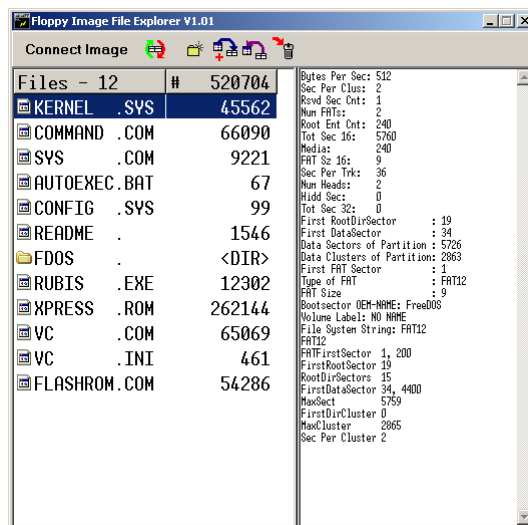 Floppy Image File Explorer V1.01
Connect Image
Files - 12 # 520704
KERNEL .SYS 45562
COMMAND .COM 66090
SYS .COM 9221
AUTOEXEC.BAT 67
CONFIG .SYS 99
README . 1546
FDOS . <DIR>
RUBIS .EXE 12302
XPRESS .ROM 262144
VC .COM 65069
VC .INI 461
FLASHROM.COM 54286
Bytes Per Sec: 512
Sec Per Clus: 2
Rsvd Sec Cnt: 1
Num FATs: 2
Root Ent Cnt: 240
Tot Sec 16: 5760
Media: 240
FAT Sz 16: 9
Sec Per Trk: 36
Num Heads: 2
Hidd Sec: 0
Tot Sec 32: 0
First RootDirSector : 19
First DataSector : 34
Data Sectors of Partition : 5726
Data Clusters of Partition: 2863
First FAT Sector : 1
Type of FAT : FAT12
FAT Size : 9
Bootsector OEM-NAME: FreeDOS
Volume Label: NO NAME
File System String: FAT12
FAT12
FATFirstSector 1, 200
FirstRootSector 19
RootDirSectors 15
FirstDataSector 34, 4400
MaxSect 5759
FirstDirCluster 0
MaxCluster 2865
Sec Per Cluster 2